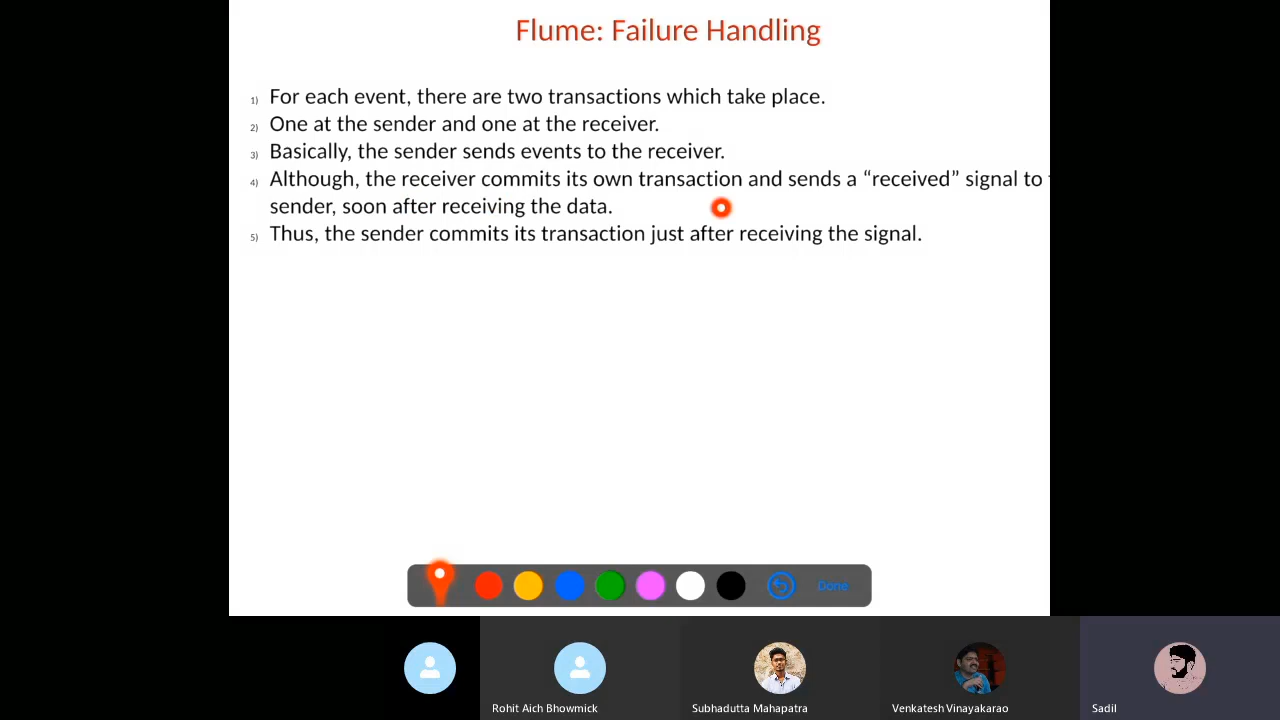 Flume: Failure Handling
1) For each event, there are two transactions which take place.
2) One at the sender and one at the receiver.
3) Basically, the sender sends events to the receiver.
4) Although, the receiver commits its own transaction and sends a “received” signal to
sender, soon after receiving the data.
5) Thus, the sender commits its transaction just after receiving the signal.
Done
Rohit Aich Bhowmick
Subhadutta Mahapatra
Venkatesh Vinayakarao
Sadil